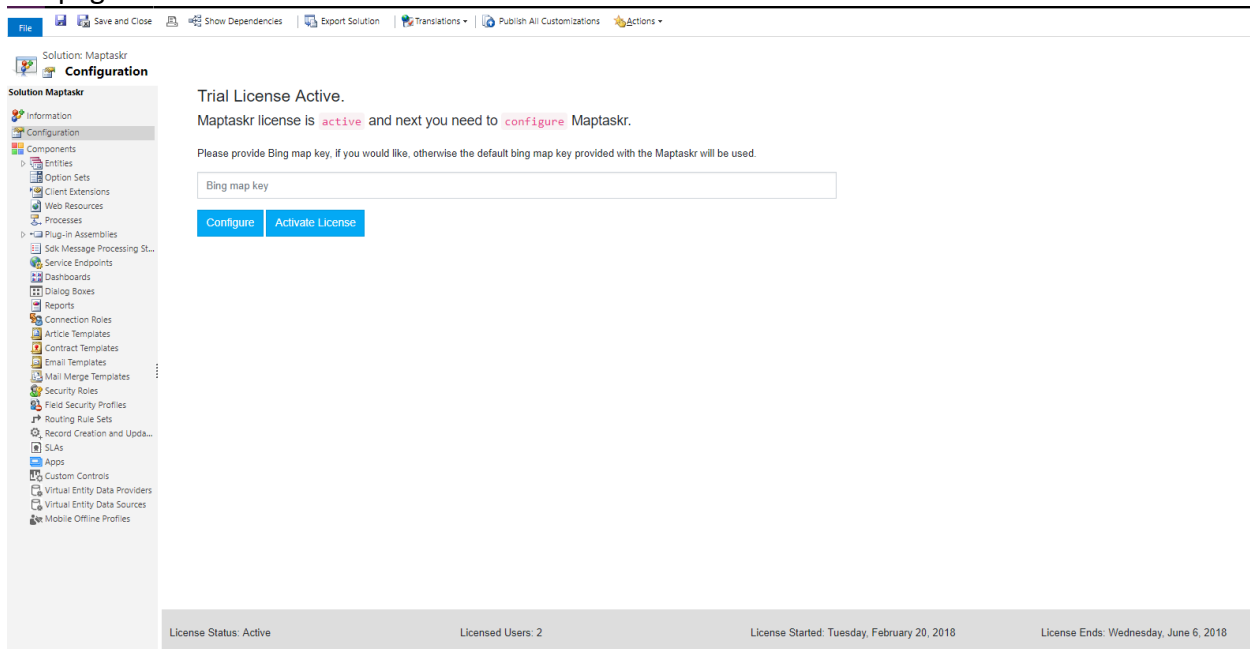 File Save and Close Show Dependencies Export Solution Translations Publish All Customizations Actions
Solution: Maptaskr
Configuration
Solution Maptaskr
Information
Configuration
Components
Entities
Option Sets
Client Extensions
Web Resources
Processes
Plug-in Assemblies
Sdk Message Processing St...
Service Endpoints
Dashboards
Dialog Boxes
Reports
Connection Roles
Article Templates
Contract Templates
Email Templates
Mail Merge Templates
Security Roles
Field Security Profiles
Routing Rule Sets
Record Creation and Upda...
SLAs
Apps
Custom Controls
Virtual Entity Data Providers
Virtual Entity Data Sources
Mobile Offline Profiles
Trial License Active.
Maptaskr license is active and next you need to configure Maptaskr.
Please provide Bing map key, if you would like, otherwise the default bing map key provided with the Maptaskr will be used.
Bing map key
Configure Activate License
License Status: Active Licensed Users: 2 License Started: Tuesday, February 20, 2018 License Ends: Wednesday, June 6, 2018